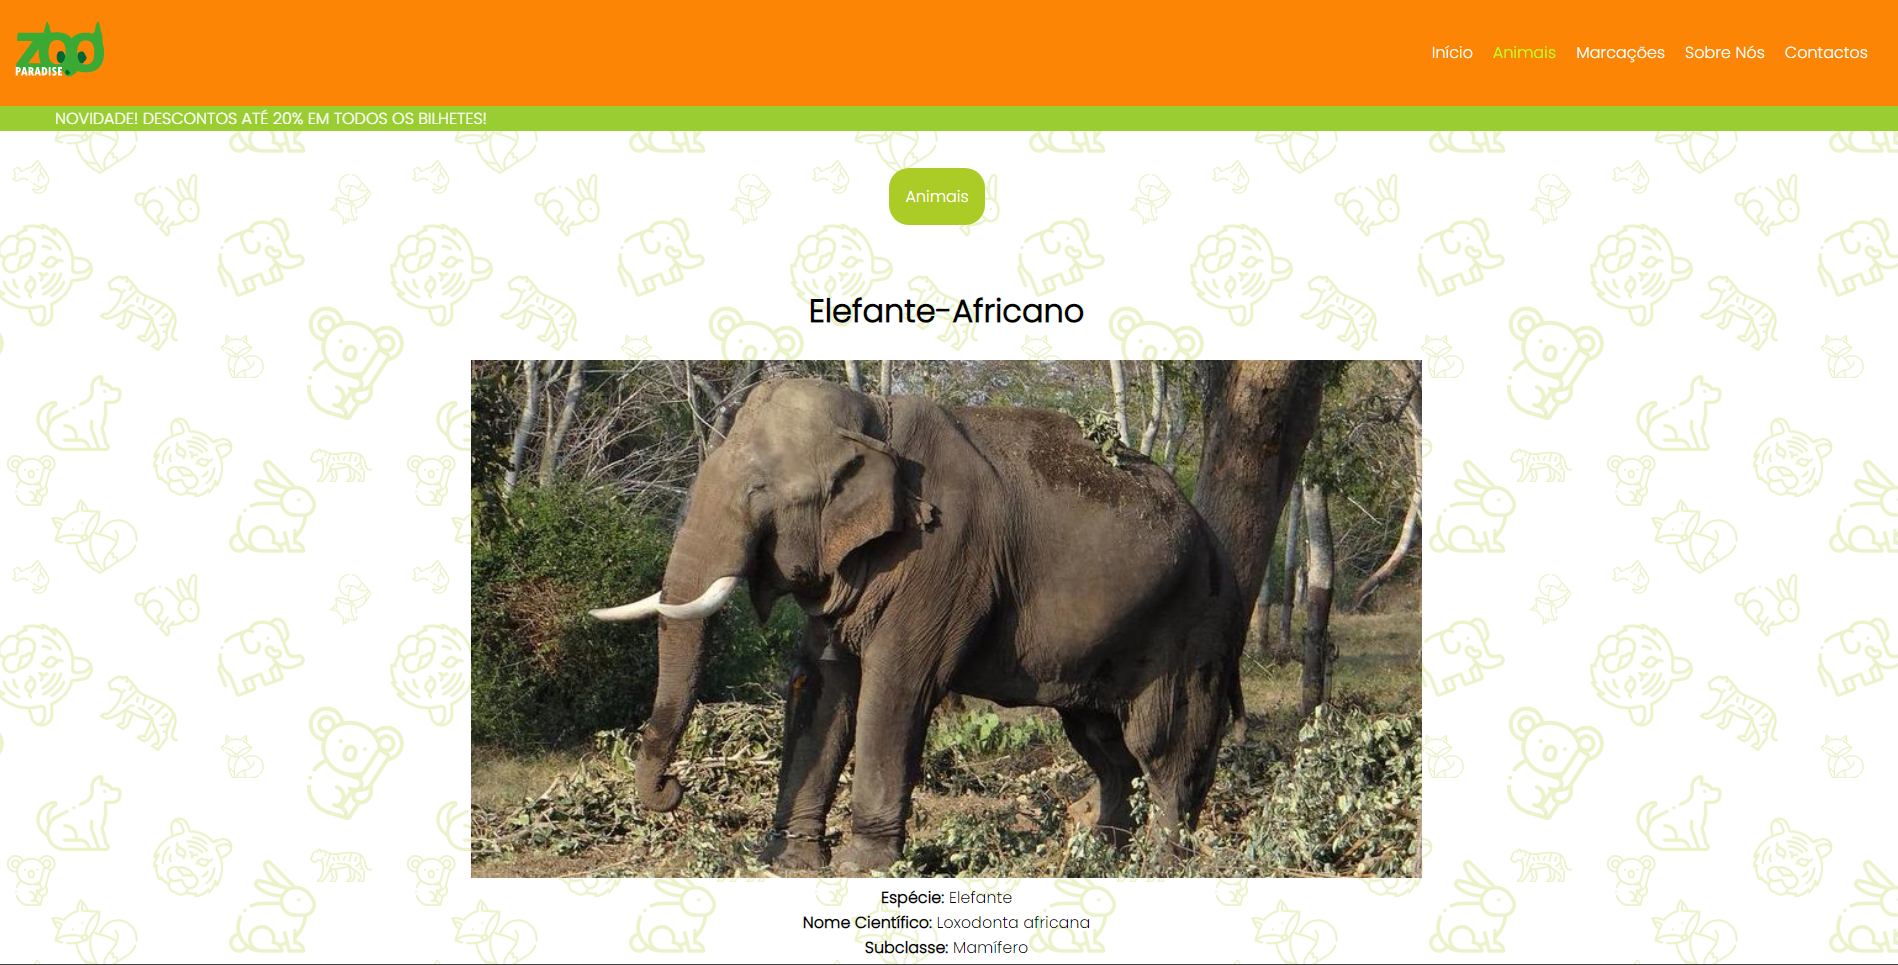 ZOO
PARADISE
Início Animais Marcações Sobre Nós Contactos
NOVIDADE! DESCONTOS ATÉ 20% EM TODOS OS BILHETES!
Animais
Elefante-Africano
Espécie: Elefante
Nome Científico: Loxodonta africana
Subclasse: Mamífero